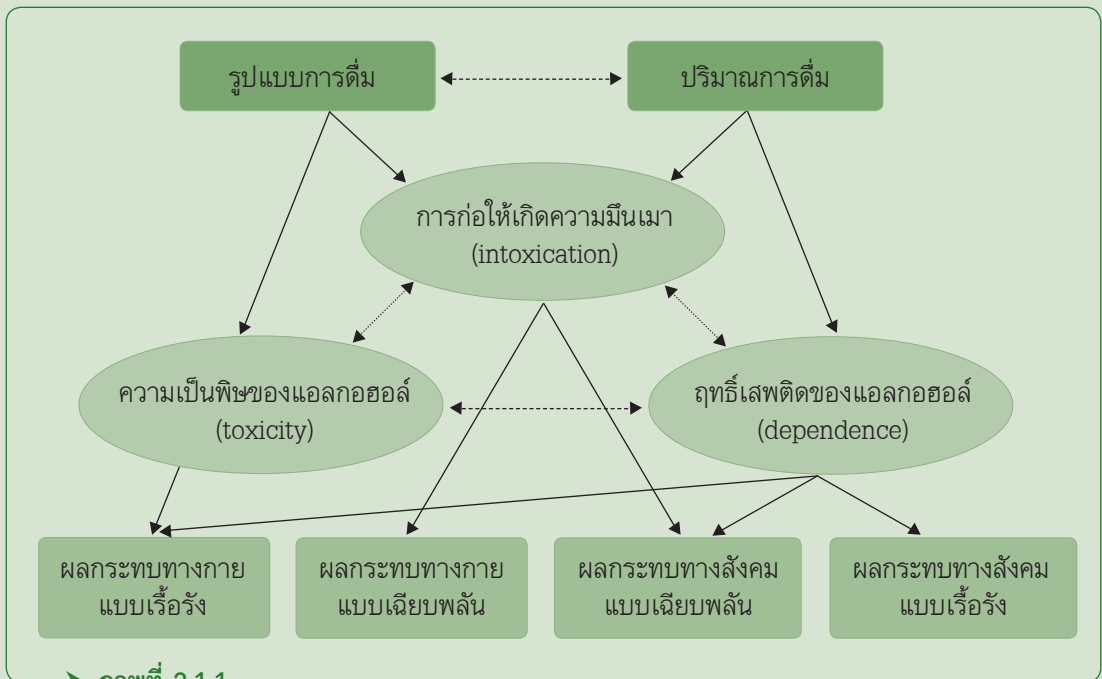 รูปแบบการดื่ม
ปริมาณการดื่ม
การก่อให้เกิดความมึนเมา
(intoxication)
ความเป็นพิษของแอลกอฮอล์
(toxicity)
ฤทธิ์เสพติดของแอลกอฮอล์
(dependence)
ผลกระทบทางกาย
แบบเรื้อรัง
ผลกระทบทางกาย
แบบเฉียบพลัน
ผลกระทบทางสังคม
แบบเฉียบพลัน
ผลกระทบทางสังคม
แบบเรื้อรัง
ภาพที่ 2.1.1